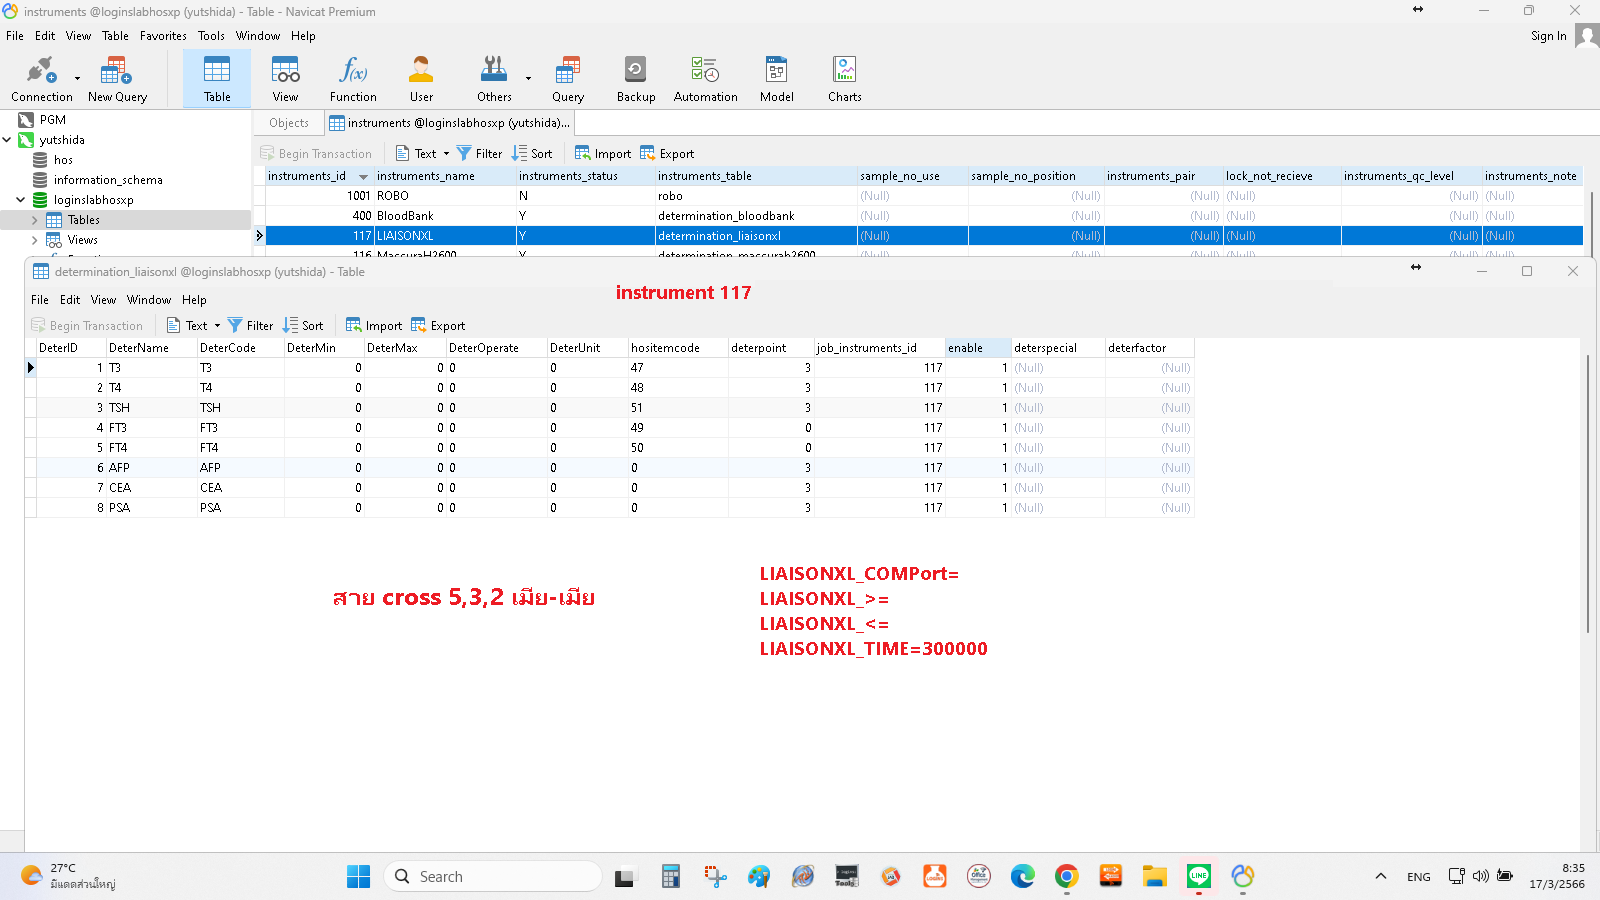 instruments @loginslabhosxp (yutshida) - Table - Navicat Premium
File Edit View Table Favorites Tools Window Help
Sign In
Connection New Query Table View Function User Others Query Backup Automation Model Charts
PGM
yutshida
hos
information_schema
loginslabhosxp
Tables
Views
Objects instruments @loginslabhosxp (yutshida)...
Begin Transaction Text Filter Sort Import Export
instruments_id instruments_name instruments_status instruments_table sample_no_use sample_no_position instruments_pair lock_not_recieve instruments_qc_level instruments_note
1001 ROBO N robo (Null) (Null) (Null) (Null) (Null) (Null)
400 BloodBank Y determination_bloodbank (Null) (Null) (Null) (Null) (Null) (Null)
117 LIAISONXL Y determination_liaisonxl (Null) (Null) (Null) (Null) (Null) (Null)
116 MaccuraH2600 Y determination_maccurah2600 (Null) (Null) (Null) (Null) (Null) (Null)
determination_liaisonxl @loginslabhosxp (yutshida) - Table
File Edit View Window Help
instrument 117
Begin Transaction Text Filter Sort Import Export
DeterID DeterName DeterCode DeterMin DeterMax DeterOperate DeterUnit hositemcode deterpoint job_instruments_id enable deterspecial deterfactor
1 T3 T3 0 0 0 0 47 3 117 1 (Null) (Null)
2 T4 T4 0 0 0 0 48 3 117 1 (Null) (Null)
3 TSH TSH 0 0 0 0 51 3 117 1 (Null) (Null)
4 FT3 FT3 0 0 0 0 49 0 117 1 (Null) (Null)
5 FT4 FT4 0 0 0 0 50 0 117 1 (Null) (Null)
6 AFP AFP 0 0 0 0 0 3 117 1 (Null) (Null)
7 CEA CEA 0 0 0 0 0 3 117 1 (Null) (Null)
8 PSA PSA 0 0 0 0 0 3 117 1 (Null) (Null)
สาย cross 5,3,2 เมีย-เมีย
LIAISONXL_COMPort=
LIAISONXL_>=
LIAISONXL_<=
LIAISONXL_TIME=300000
27°C
มีแดดส่วนใหญ่
Search
ENG
8:35
17/3/2566